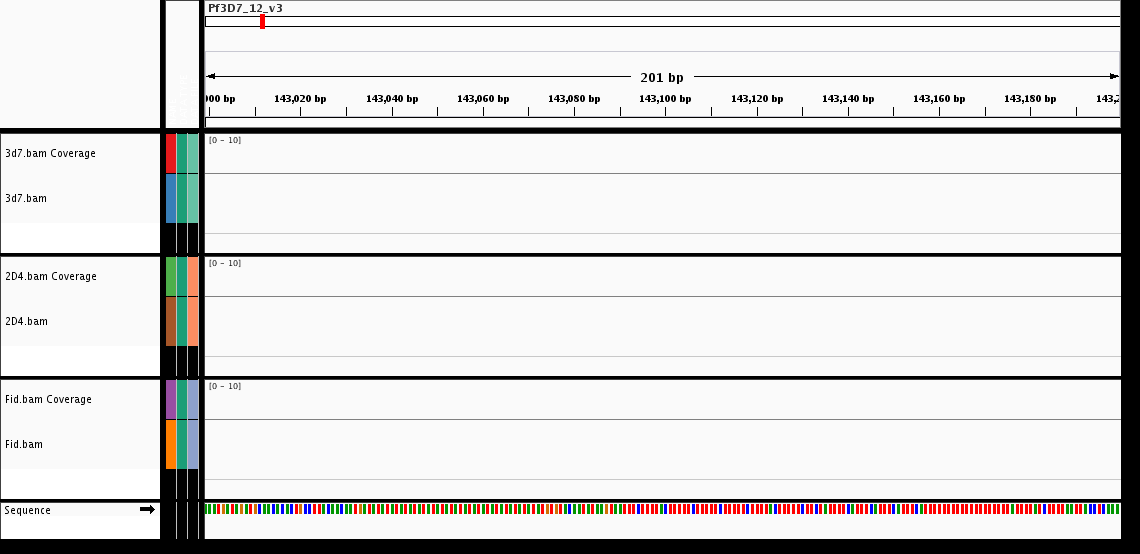 Pf3D7_12_v3
201 bp
000 bp 143,020 bp 143,040 bp 143,060 bp 143,080 bp 143,100 bp 143,120 bp 143,140 bp 143,160 bp 143,180 bp 143,2
3d7.bam Coverage
[0 - 10]
3d7.bam
2D4.bam Coverage
[0 - 10]
2D4.bam
Fid.bam Coverage
[0 - 10]
Fid.bam
Sequence